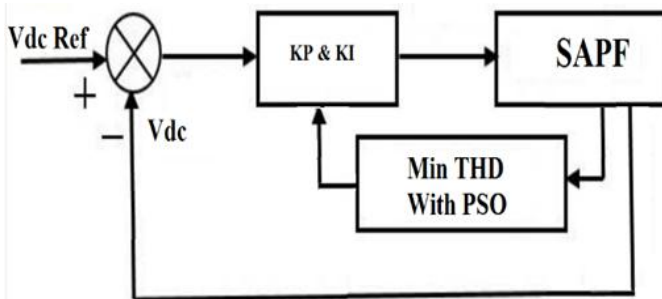 Vdc Ref
+
−
Vdc
KP & KI
SAPF
Min THD
With PSO